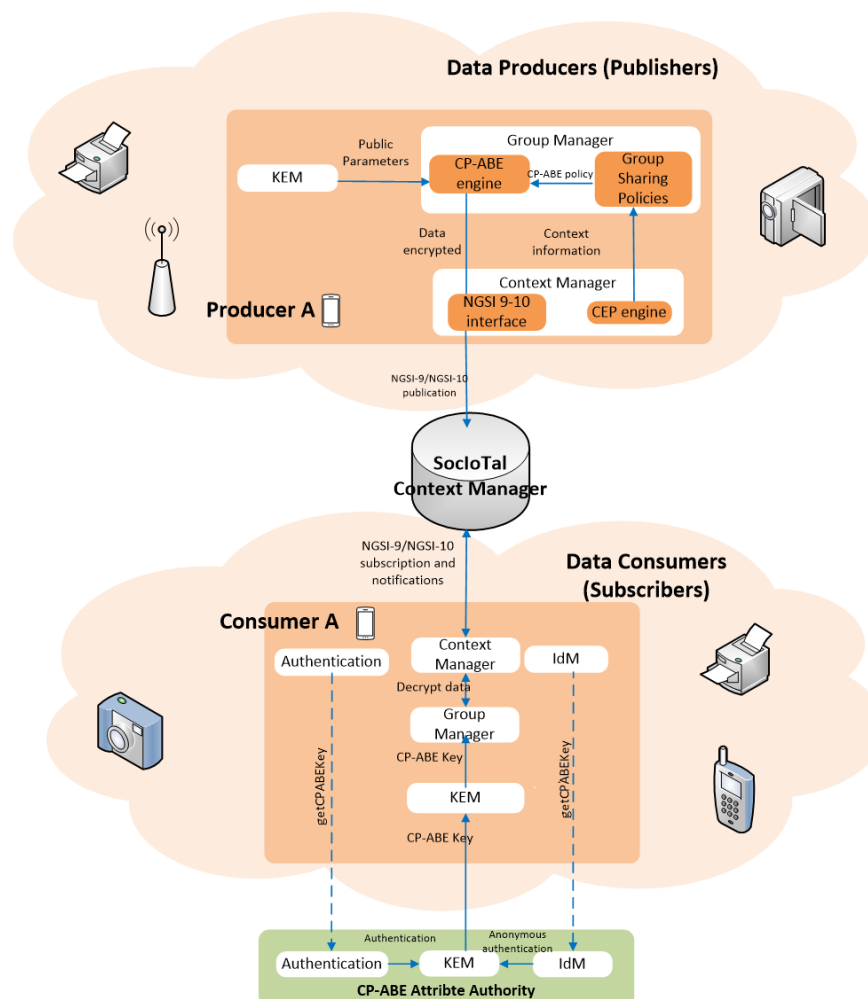 Data Producers (Publishers)
Group Manager
Public
Parameters
KEM
CP-ABE
engine
CP-ABE policy
Group
Sharing
Policies
Data
encrypted
Context
information
Context Manager
Producer A
NGSI 9-10
interface
CEP engine
NGSI-9/NGSI-10
publication
SocIoTal
Context Manager
NGSI-9/NGSI-10
subscription and
notifications
Data Consumers
(Subscribers)
Consumer A
Authentication
Context
Manager
IdM
Decrypt data
Group
Manager
getCPABEKey
CP-ABE Key
getCPABEKey
KEM
CP-ABE Key
Authentication
Anonymous
authentication
Authentication
KEM
IdM
CP-ABE Attribte Authority